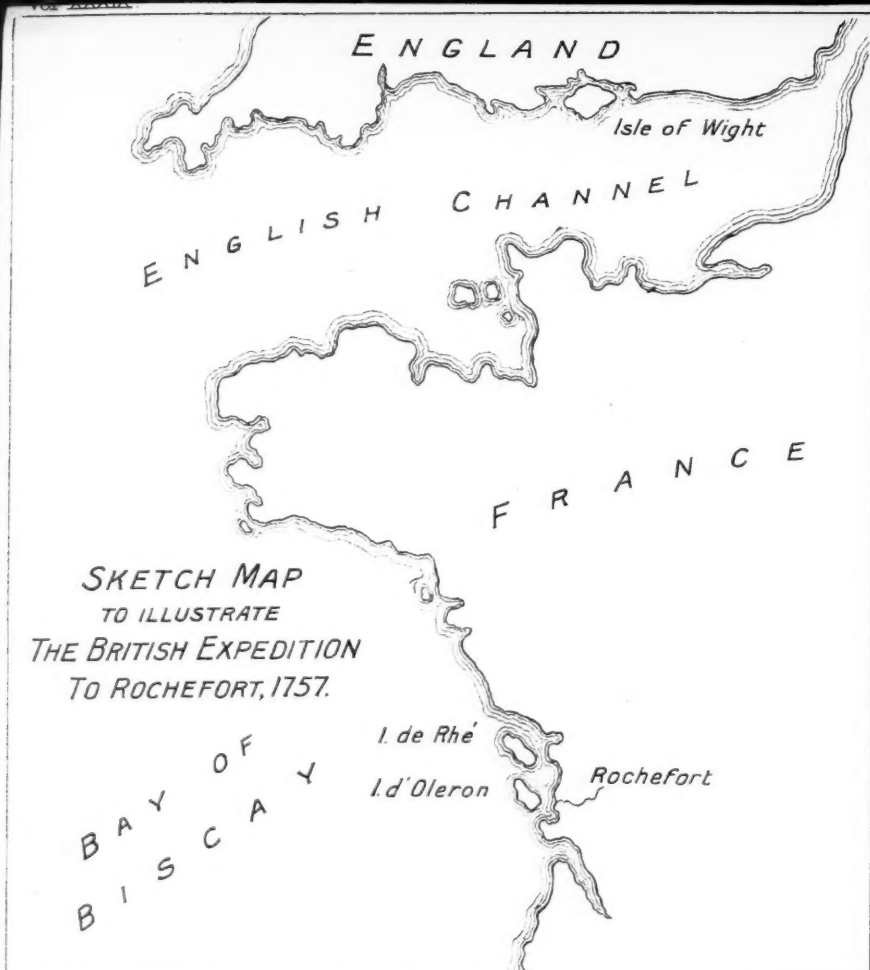 ENGLAND
Isle of Wight
ENGLISH CHANNEL
FRANCE
SKETCH MAP
TO ILLUSTRATE
THE BRITISH EXPEDITION
TO ROCHEFORT, 1757.
I. de Rhé
I. d'Oleron
Rochefort
BAY OF
BISCAY